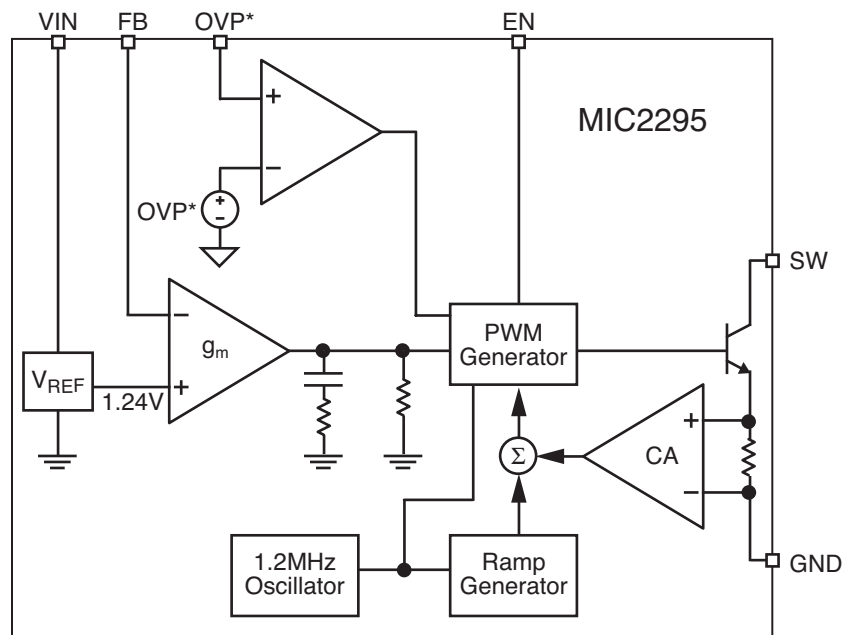 VIN FB OVP* EN
MIC2295
+
−
+
−
OVP*
SW
−
gm
+
VREF
1.24V
PWM
Generator
+
CA
−
Σ
1.2MHz
Oscillator
Ramp
Generator
GND